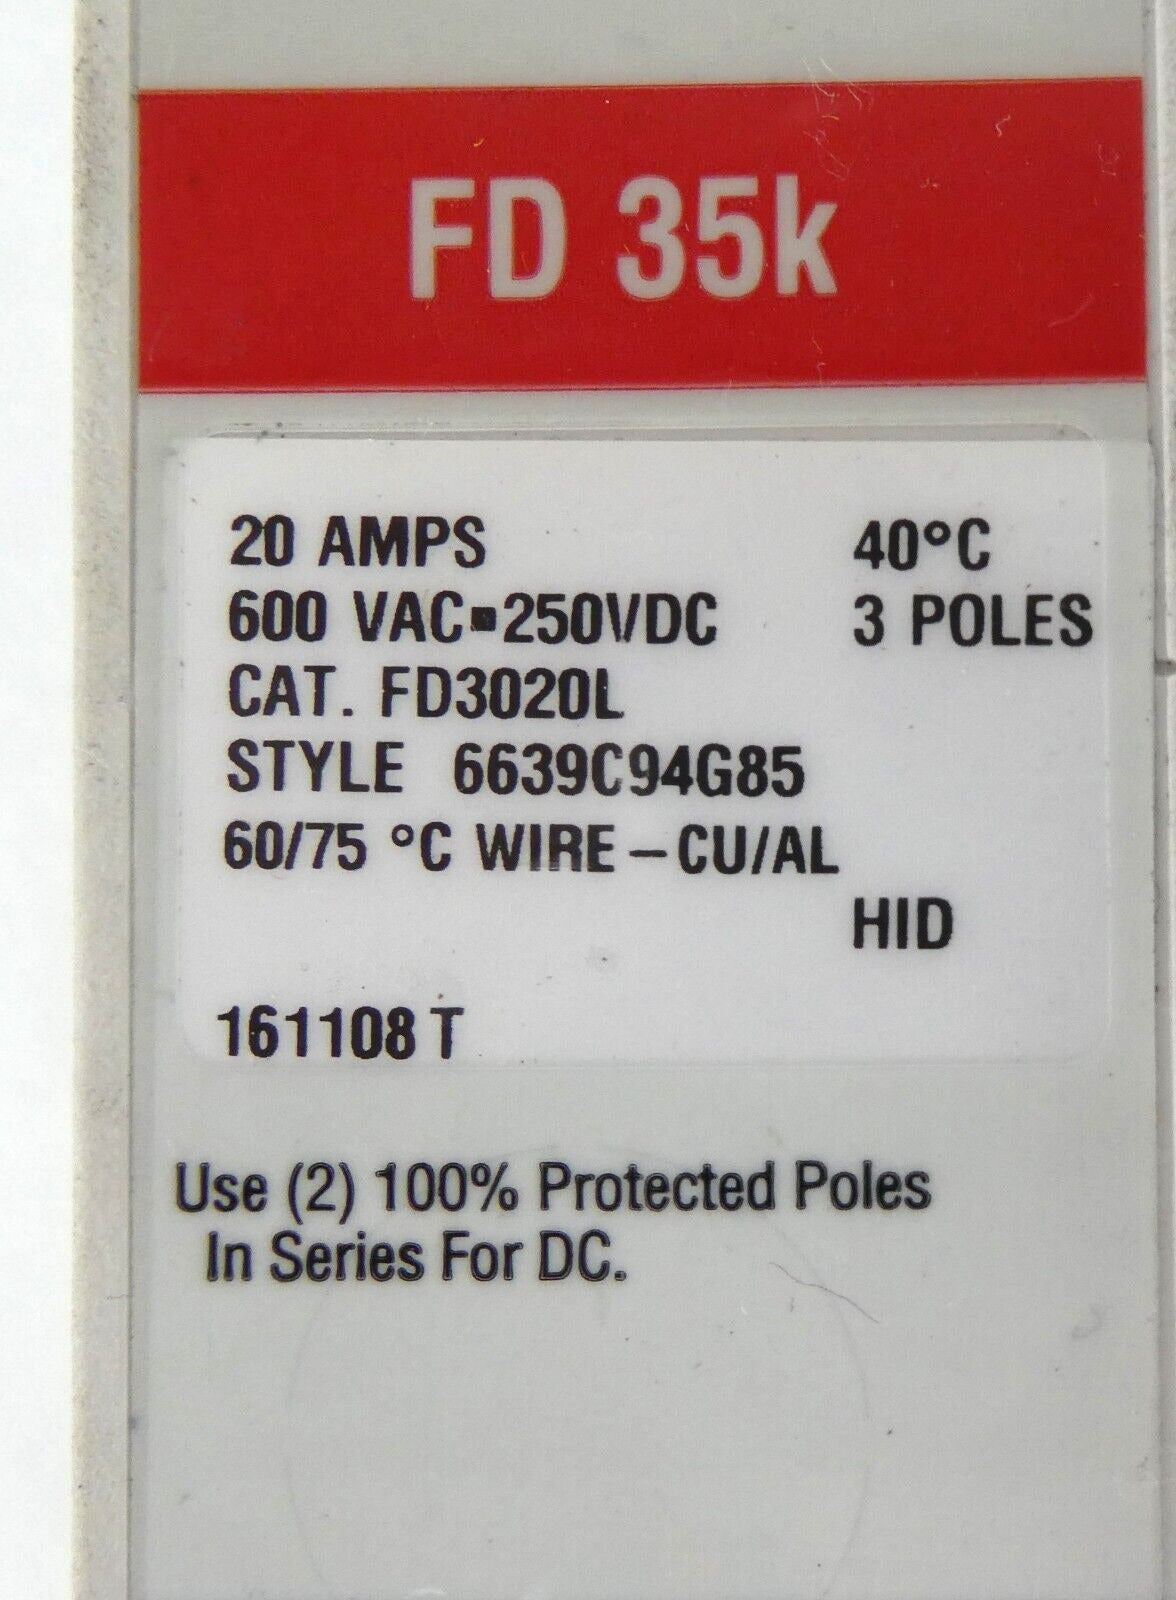 FD 35k
20 AMPS 40°C
600 VAC▪250VDC 3 POLES
CAT. FD3020L
STYLE 6639C94G85
60/75 °C WIRE – CU/AL
HID
161108 T
Use (2) 100% Protected Poles
In Series For DC.